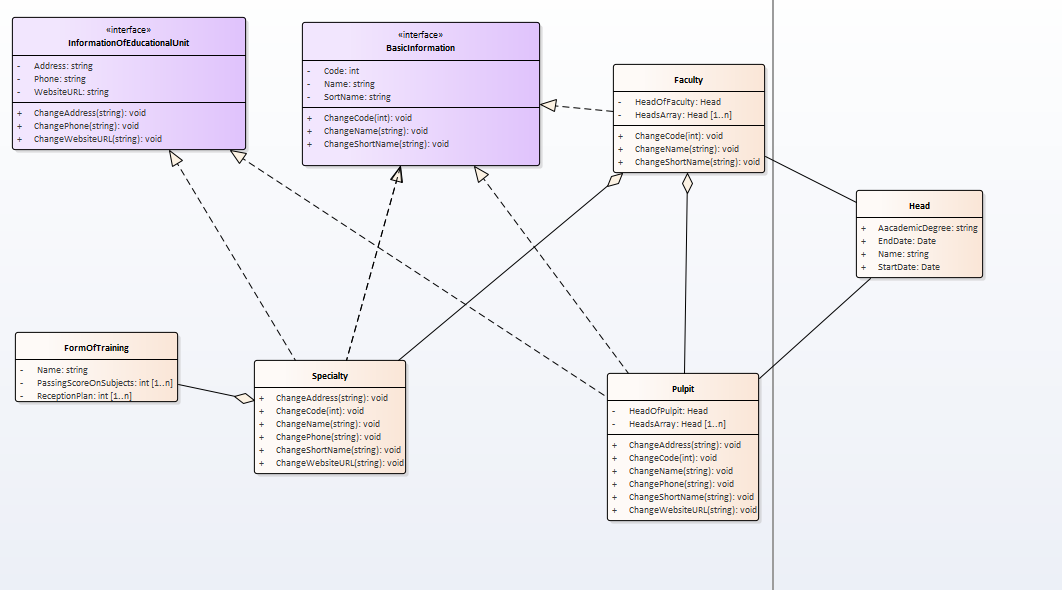 «interface»
InformationOfEducationalUnit
- Address: string
- Phone: string
- WebsiteURL: string
+ ChangeAddress(string): void
+ ChangePhone(string): void
+ ChangeWebsiteURL(string): void
«interface»
BasicInformation
- Code: int
- Name: string
- SortName: string
+ ChangeCode(int): void
+ ChangeName(string): void
+ ChangeShortName(string): void
Faculty
- HeadOfFaculty: Head
- HeadsArray: Head [1..n]
+ ChangeCode(int): void
+ ChangeName(string): void
+ ChangeShortName(string): void
Head
+ AacademicDegree: string
+ EndDate: Date
+ Name: string
+ StartDate: Date
FormOfTraining
- Name: string
- PassingScoreOnSubjects: int [1..n]
- ReceptionPlan: int [1..n]
Specialty
+ ChangeAddress(string): void
+ ChangeCode(int): void
+ ChangeName(string): void
+ ChangePhone(string): void
+ ChangeShortName(string): void
+ ChangeWebsiteURL(string): void
Pulpit
- HeadOfPulpit: Head
- HeadsArray: Head [1..n]
+ ChangeAddress(string): void
+ ChangeCode(int): void
+ ChangeName(string): void
+ ChangePhone(string): void
+ ChangeShortName(string): void
+ ChangeWebsiteURL(string): void